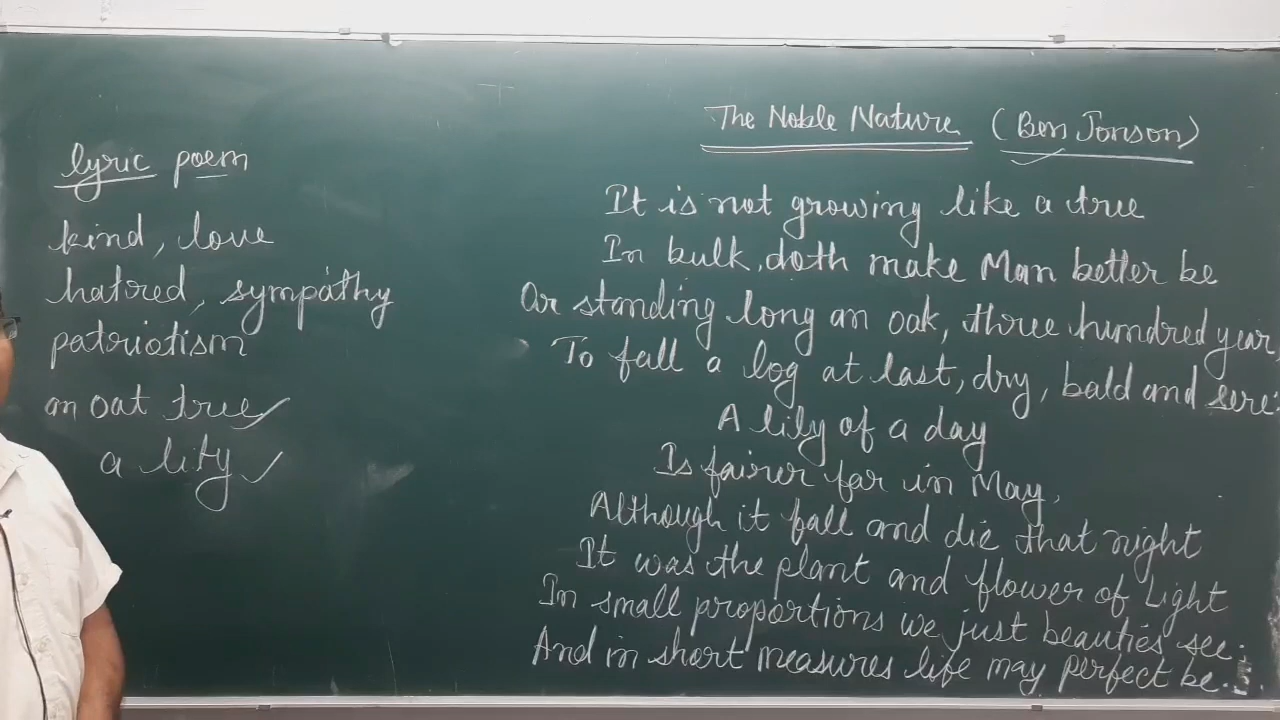 lyric poem
kind, love
hatred, sympathy
patriotism
an oat tree
a lily
The Noble Nature (Ben Jonson)
It is not growing like a tree
In bulk, doth make Man better be
Or standing long an oak, three hundred year
To fall a log at last, dry, bald and sere
A lily of a day
Is fairer far in May,
Although it fall and die that night
It was the plant and flower of Light
In small proportions we just beauties see.
And in short measures life may perfect be.